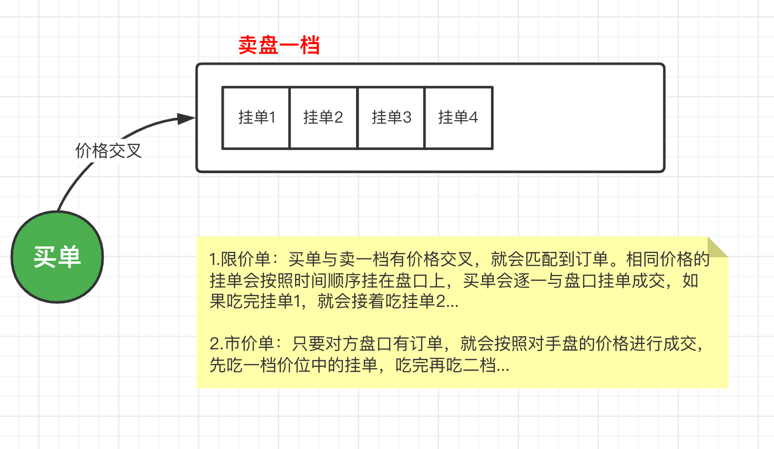 卖盘一档
挂单1 挂单2 挂单3 挂单4
价格交叉
买单
1.限价单：买单与卖一档有价格交叉，就会匹配到订单。相同价格的
挂单会按照时间顺序挂在盘口上，买单会逐一与盘口挂单成交，如
果吃完挂单1，就会接着吃挂单2...
2.市价单：只要对方盘口有订单，就会按照对手盘的价格进行成交，
先吃一档价位中的挂单，吃完再吃二档...